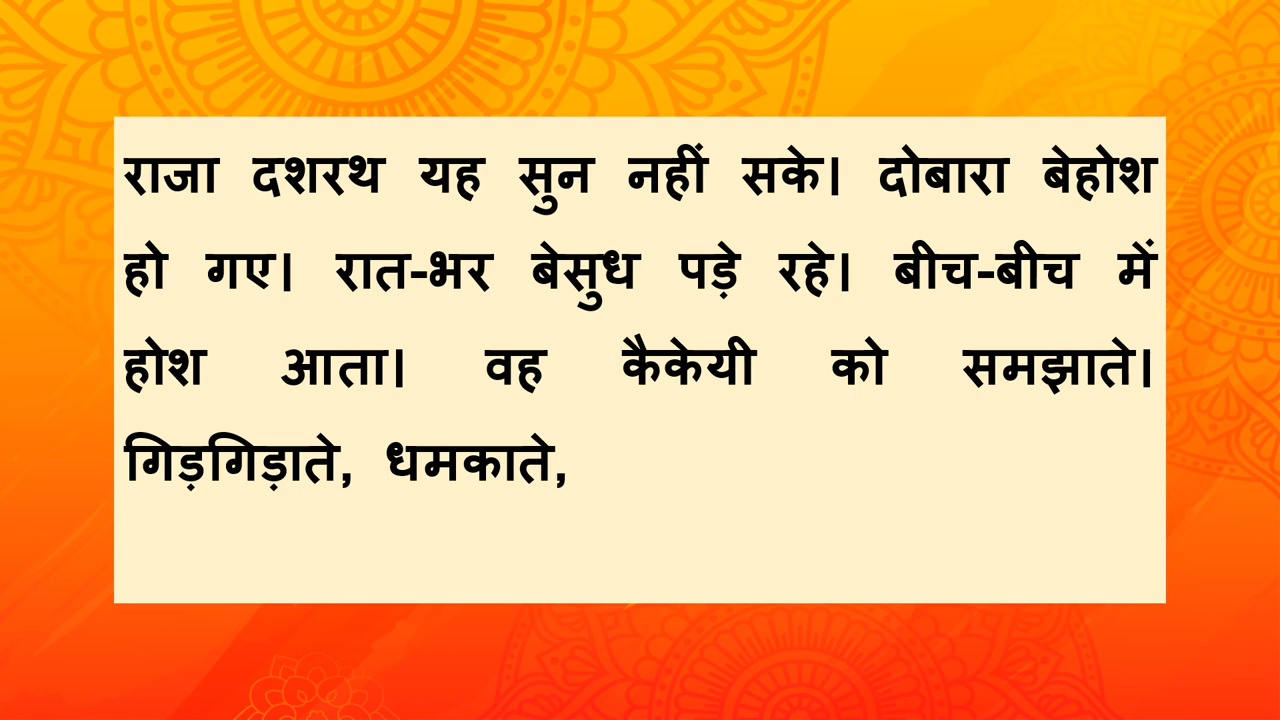 राजा दशरथ यह सुन नहीं सके। दोबारा बेहोश
हो गए। रात-भर बेसुध पड़े रहे। बीच-बीच में
होश आता। वह कैकेयी को समझाते।
गिड़गिड़ाते, धमकाते,